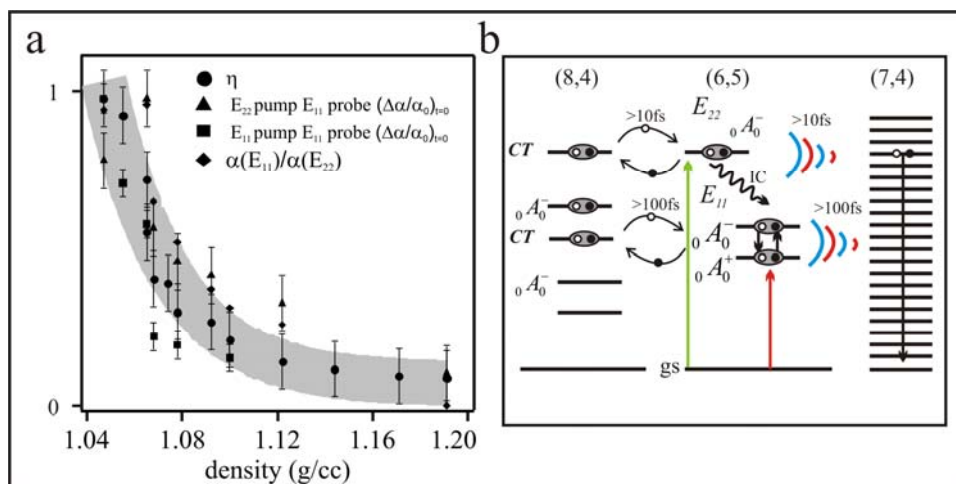 a
1
0
● η
▲ E₂₂ pump E₁₁ probe (Δα/α₀)ₜ₌₀
■ E₁₁ pump E₁₁ probe (Δα/α₀)ₜ₌₀
◆ α(E₁₁)/α(E₂₂)
1.04 1.08 1.12 1.16 1.20
density (g/cc)
b
(8,4) (6,5) (7,4)
E₂₂
>10fs ₀A₀⁻ >10fs
CT
IC
E₁₁
₀A₀⁻ >100fs ₀A₀⁻ >100fs
CT ₀A₀⁺
₀A₀⁻
gs